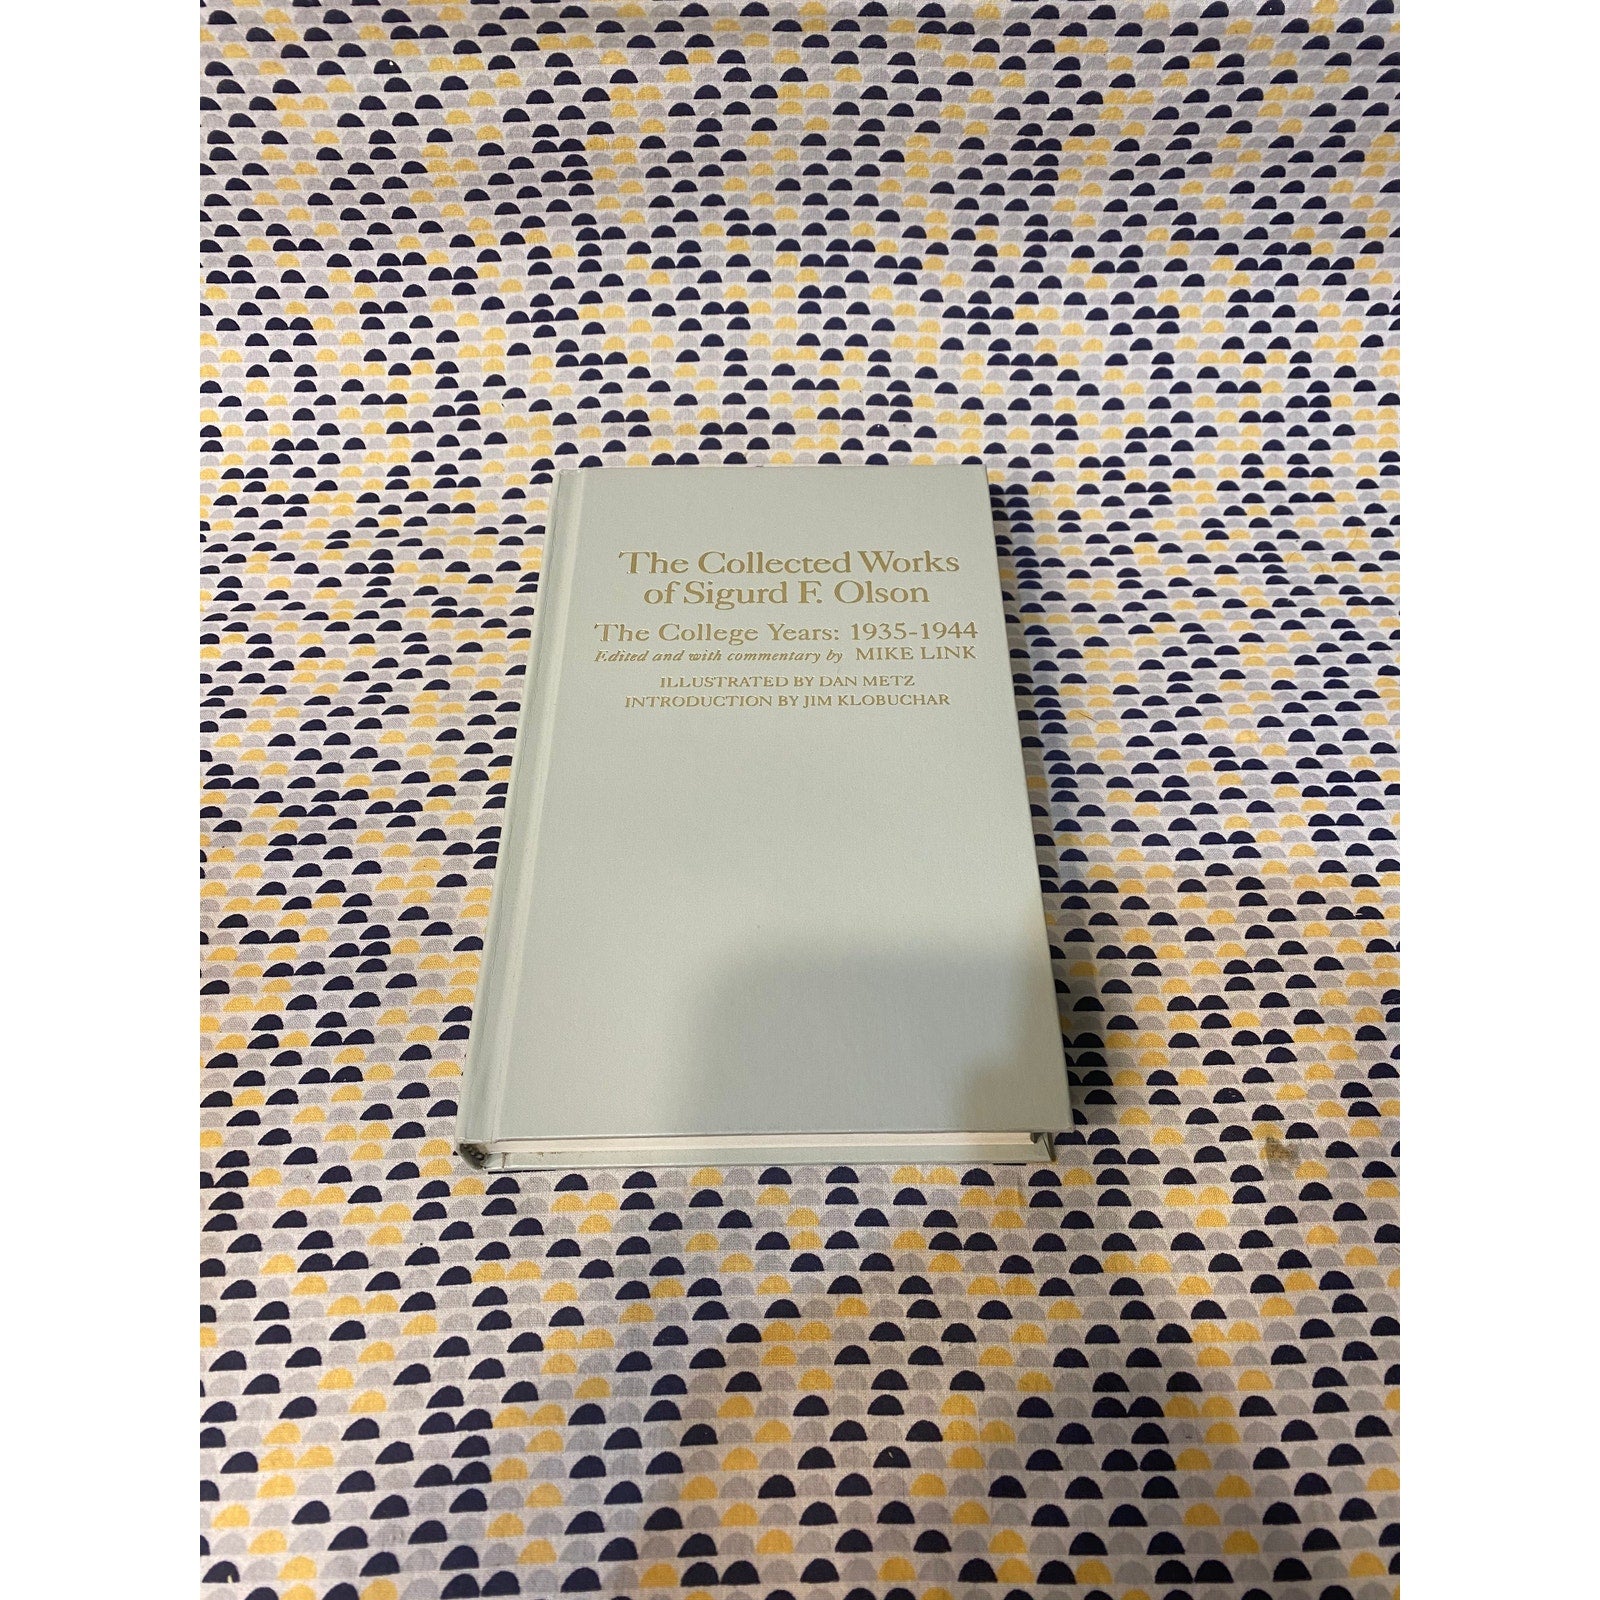 The Collected Works
of Sigurd F. Olson
The College Years: 1935-1944
Edited and with commentary by MIKE LINK
ILLUSTRATED BY DAN METZ
INTRODUCTION BY JIM KLOBUCHAR